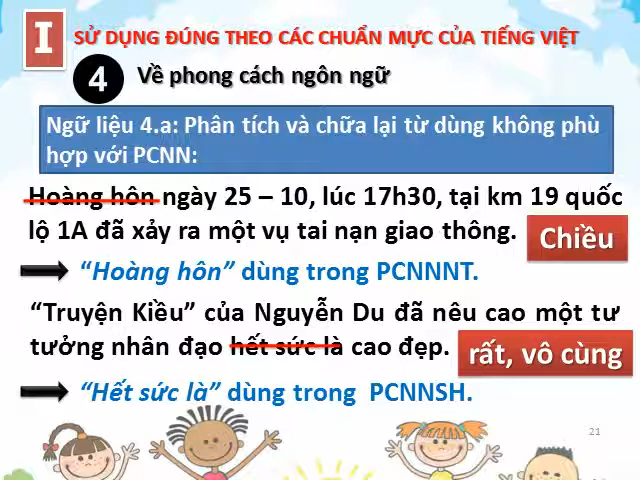 I
SỬ DỤNG ĐÚNG THEO CÁC CHUẨN MỰC CỦA TIẾNG VIỆT
4
Về phong cách ngôn ngữ
Ngữ liệu 4.a: Phân tích và chữa lại từ dùng không phù
hợp với PCNN:
Hoàng hôn ngày 25 – 10, lúc 17h30, tại km 19 quốc
lộ 1A đã xảy ra một vụ tai nạn giao thông.
Chiều
“Hoàng hôn” dùng trong PCNNNT.
“Truyện Kiều” của Nguyễn Du đã nêu cao một tư
tưởng nhân đạo hết sức là cao đẹp.
rất, vô cùng
“Hết sức là” dùng trong PCNNSH.
21